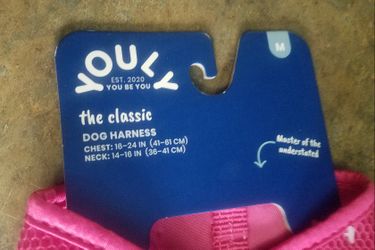 YOULY
EST. 2020
YOU BE YOU
M
the classic
DOG HARNESS
CHEST: 16-24 IN (41-61 CM)
NECK: 14-16 IN (36-41 CM)
Master of the
understated